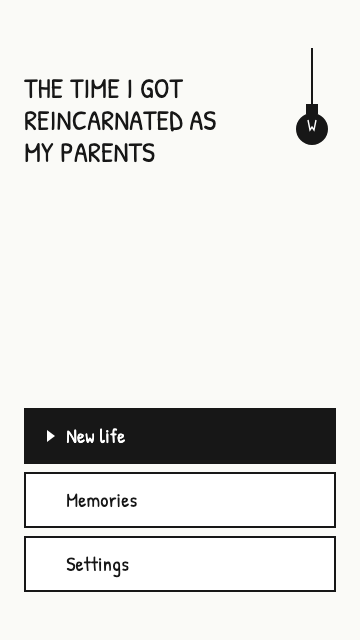 THE TIME I GOT
REINCARNATED AS
MY PARENTS
W
New life
Memories
Settings